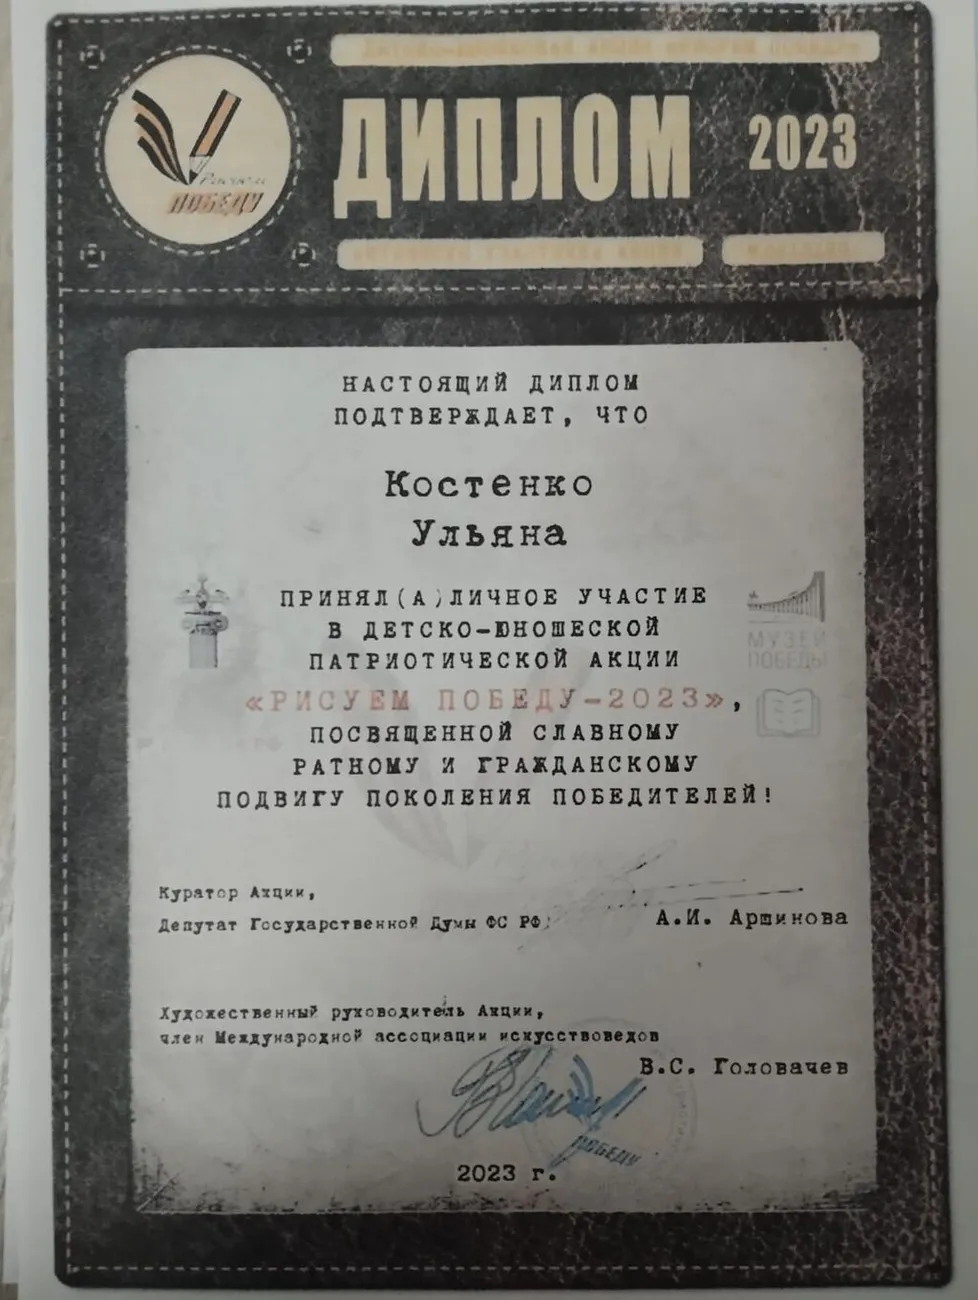 ДИПЛОМ 2023
Рисуем
ПОБЕДУ
НАСТОЯЩИЙ ДИПЛОМ
ПОДТВЕРЖДАЕТ, ЧТО
Костенко
Ульяна
ПРИНЯЛ(А)ЛИЧНОЕ УЧАСТИЕ
В ДЕТСКО-ЮНОШЕСКОЙ
ПАТРИОТИЧЕСКОЙ АКЦИИ
«РИСУЕМ ПОБЕДУ-2023»,
ПОСВЯЩЕННОЙ СЛАВНОМУ
РАТНОМУ И ГРАЖДАНСКОМУ
ПОДВИГУ ПОКОЛЕНИЯ ПОБЕДИТЕЛЕЙ!
МУЗЕЙ
ПОБЕДЫ
Куратор Акции,
Депутат Государственной Думы ФС РФ,
А.И. Аршинова
Художественный руководитель Акции,
член Международной ассоциации искусствоведов
В.С. Головачев
ПОБЕДУ
2023 г.